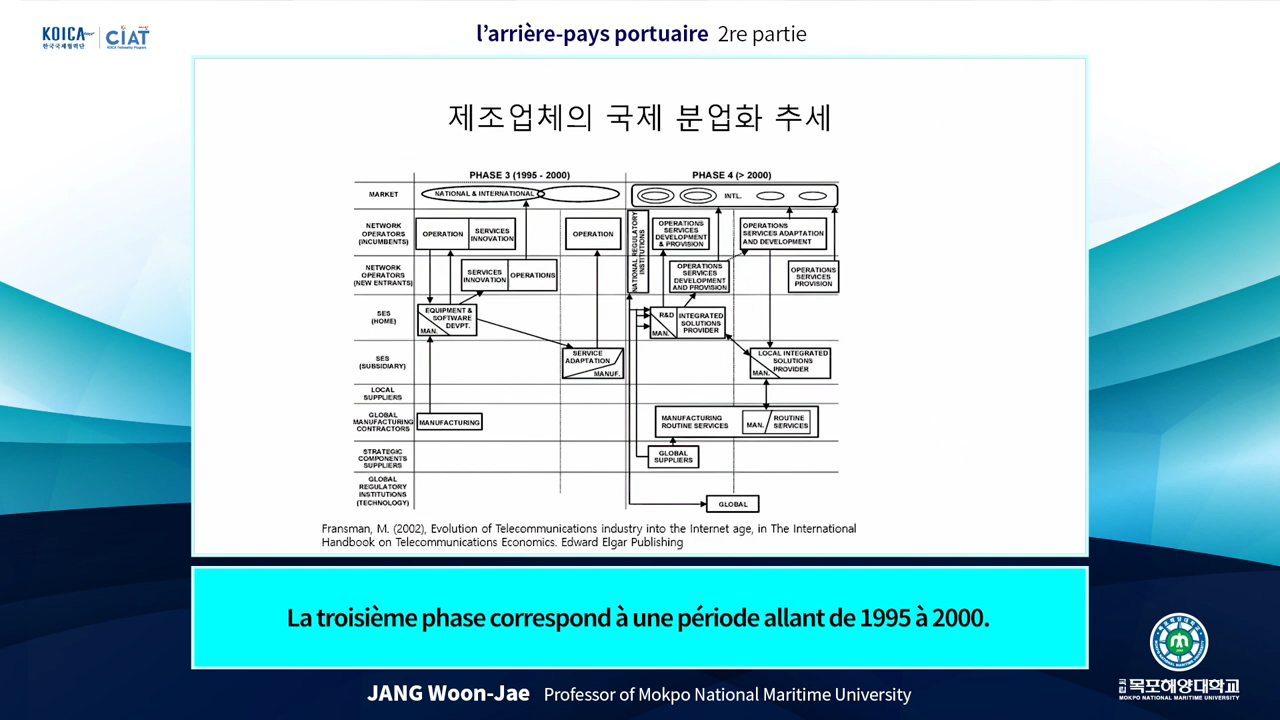 KOICA
한국국제협력단
CIAT
KOICA Fellowship Program
l'arrière-pays portuaire 2re partie
제조업체의 국제 분업화 추세
PHASE 3 (1995 - 2000)
PHASE 4 (> 2000)
MARKET
NATIONAL & INTERNATIONAL
INTL.
NETWORK
OPERATORS
(INCUMBENTS)
OPERATION
SERVICES
INNOVATION
OPERATION
NATIONAL REGULATORY
INSTITUTIONS
OPERATIONS
SERVICES
DEVELOPMENT
& PROVISION
OPERATIONS
SERVICES ADAPTATION
AND DEVELOPMENT
NETWORK
OPERATORS
(NEW ENTRANTS)
SERVICES
INNOVATION
OPERATIONS
OPERATIONS
SERVICES
DEVELOPMENT
AND PROVISION
OPERATIONS
SERVICES
PROVISION
SES
(HOME)
EQUIPMENT &
SOFTWARE
DEVPT.
MAN.
R&D
MAN.
INTEGRATED
SOLUTIONS
PROVIDER
SES
(SUBSIDIARY)
SERVICE
ADAPTATION
MANUF.
LOCAL INTEGRATED
SOLUTIONS
PROVIDER
MAN.
LOCAL
SUPPLIERS
GLOBAL
MANUFACTURING
CONTRACTORS
MANUFACTURING
MANUFACTURING
ROUTINE SERVICES
MAN.
ROUTINE
SERVICES
STRATEGIC
COMPONENTS
SUPPLIERS
GLOBAL
SUPPLIERS
GLOBAL
REGULATORY
INSTITUTIONS
(TECHNOLOGY)
GLOBAL
Fransman, M. (2002), Evolution of Telecommunications industry into the Internet age, in The International
Handbook on Telecommunications Economics. Edward Elgar Publishing
La troisième phase correspond à une période allant de 1995 à 2000.
JANG Woon-Jae Professor of Mokpo National Maritime University
국립 목포해양대학교
MOKPO NATIONAL MARITIME UNIVERSITY